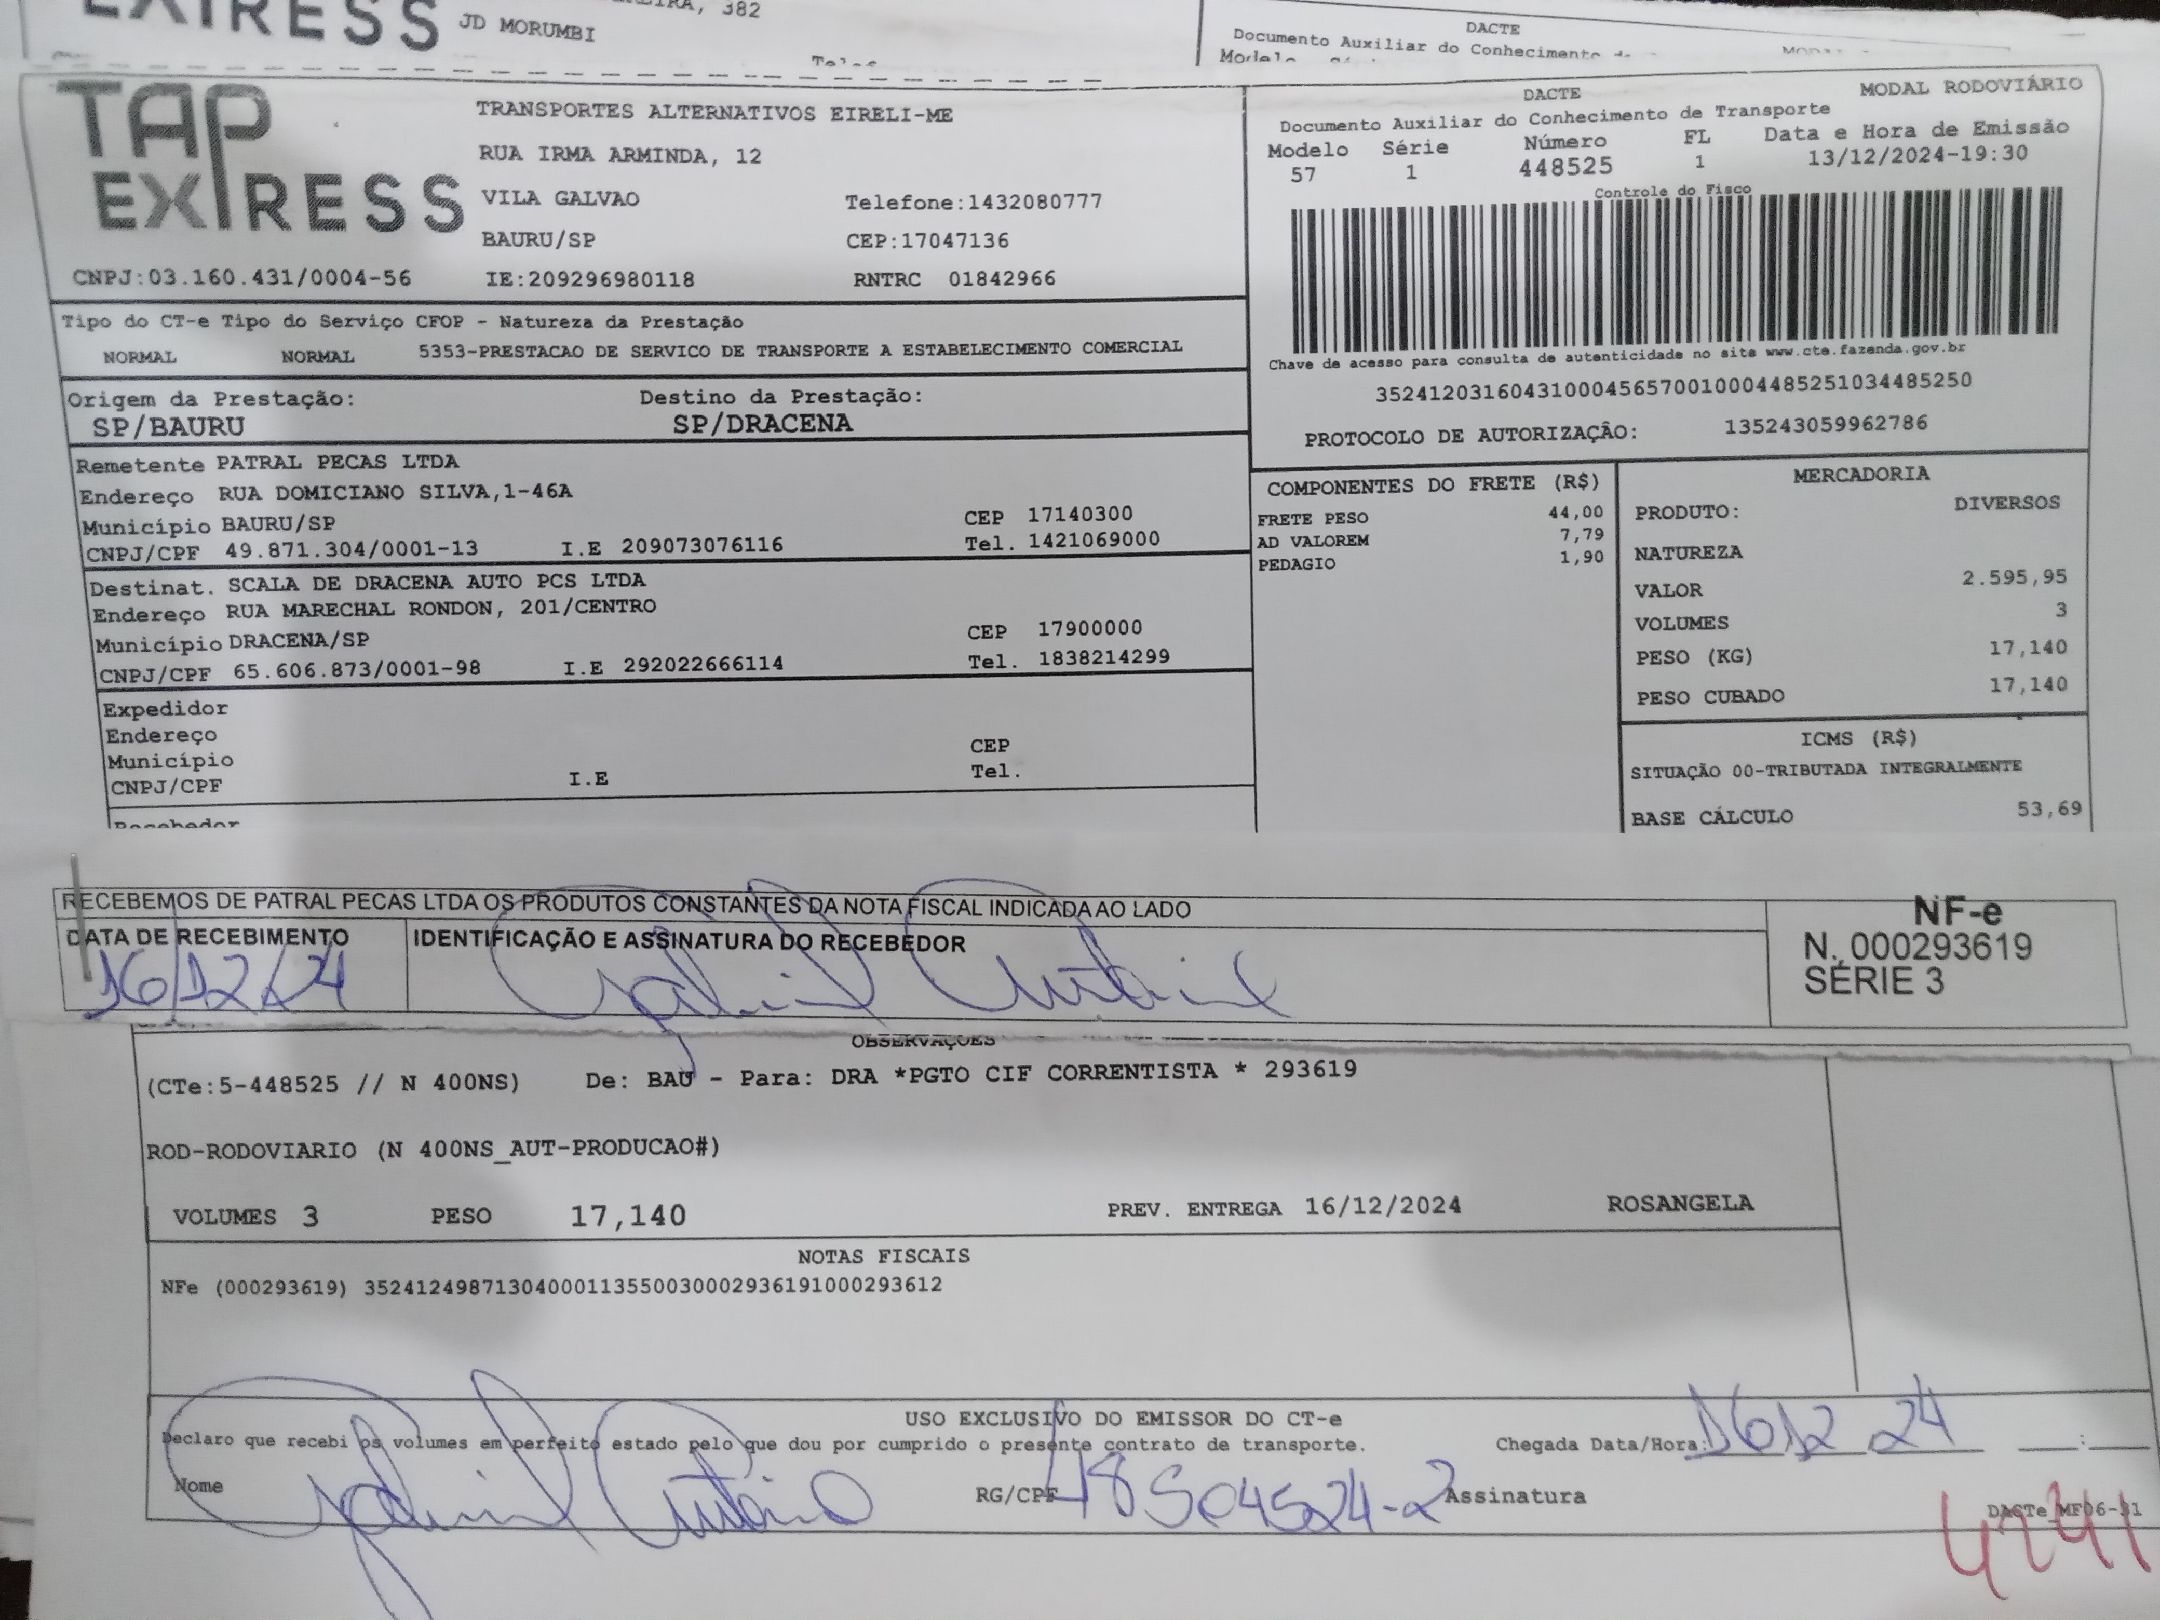 EXPRESS JD MORUMBI
382
DACTE
Documento Auxiliar do Conhecimento
TAP EXPRESS
TRANSPORTES ALTERNATIVOS EIRELI-ME
RUA IRMA ARMINDA, 12
VILA GALVAO Telefone:1432080777
BAURU/SP CEP:17047136
CNPJ:03.160.431/0004-56 IE:209296980118 RNTRC 01842966
DACTE MODAL RODOVIÁRIO
Documento Auxiliar do Conhecimento de Transporte
Modelo Série Número FL Data e Hora de Emissão
57 1 448525 1 13/12/2024-19:30
Controle do Fisco
Chave de acesso para consulta de autenticidade no site www.cte.fazenda.gov.br
35241203160431000456570010004485251034485250
PROTOCOLO DE AUTORIZAÇÃO: 135243059962786
Tipo do CT-e Tipo do Serviço CFOP - Natureza da Prestação
NORMAL NORMAL 5353-PRESTACAO DE SERVICO DE TRANSPORTE A ESTABELECIMENTO COMERCIAL
Origem da Prestação: Destino da Prestação:
SP/BAURU SP/DRACENA
Remetente PATRAL PECAS LTDA
Endereço RUA DOMICIANO SILVA,1-46A
Município BAURU/SP CEP 17140300
CNPJ/CPF 49.871.304/0001-13 I.E 209073076116 Tel. 1421069000
Destinat. SCALA DE DRACENA AUTO PCS LTDA
Endereço RUA MARECHAL RONDON, 201/CENTRO
Município DRACENA/SP CEP 17900000
CNPJ/CPF 65.606.873/0001-98 I.E 292022666114 Tel. 1838214299
Expedidor
Endereço
Município CEP
CNPJ/CPF I.E Tel.
Recebedor
COMPONENTES DO FRETE (R$)
FRETE PESO 44,00
AD VALOREM 7,79
PEDAGIO 1,90
MERCADORIA
PRODUTO: DIVERSOS
NATUREZA
VALOR 2.595,95
VOLUMES 3
PESO (KG) 17,140
PESO CUBADO 17,140
ICMS (R$)
SITUAÇÃO 00-TRIBUTADA INTEGRALMENTE
BASE CÁLCULO 53,69
RECEBEMOS DE PATRAL PECAS LTDA OS PRODUTOS CONSTANTES DA NOTA FISCAL INDICADA AO LADO
DATA DE RECEBIMENTO IDENTIFICAÇÃO E ASSINATURA DO RECEBEDOR
16/12/24 Gabriel
NF-e
N. 000293619
SÉRIE 3
OBSERVAÇOES
(CTe:5-448525 // N 400NS) De: BAU - Para: DRA *PGTO CIF CORRENTISTA * 293619
ROD-RODOVIARIO (N 400NS_AUT-PRODUCAO#)
VOLUMES 3 PESO 17,140 PREV. ENTREGA 16/12/2024 ROSANGELA
NOTAS FISCAIS
NFe (000293619) 35241249871304000113550030002936191000293612
USO EXCLUSIVO DO EMISSOR DO CT-e
Declaro que recebi os volumes em perfeito estado pelo que dou por cumprido o presente contrato de transporte. Chegada Data/Hora: 16 12 24 :
Nome Gabriel RG/CPF 48504524-2 Assinatura
DACTe_MF06-31
4241